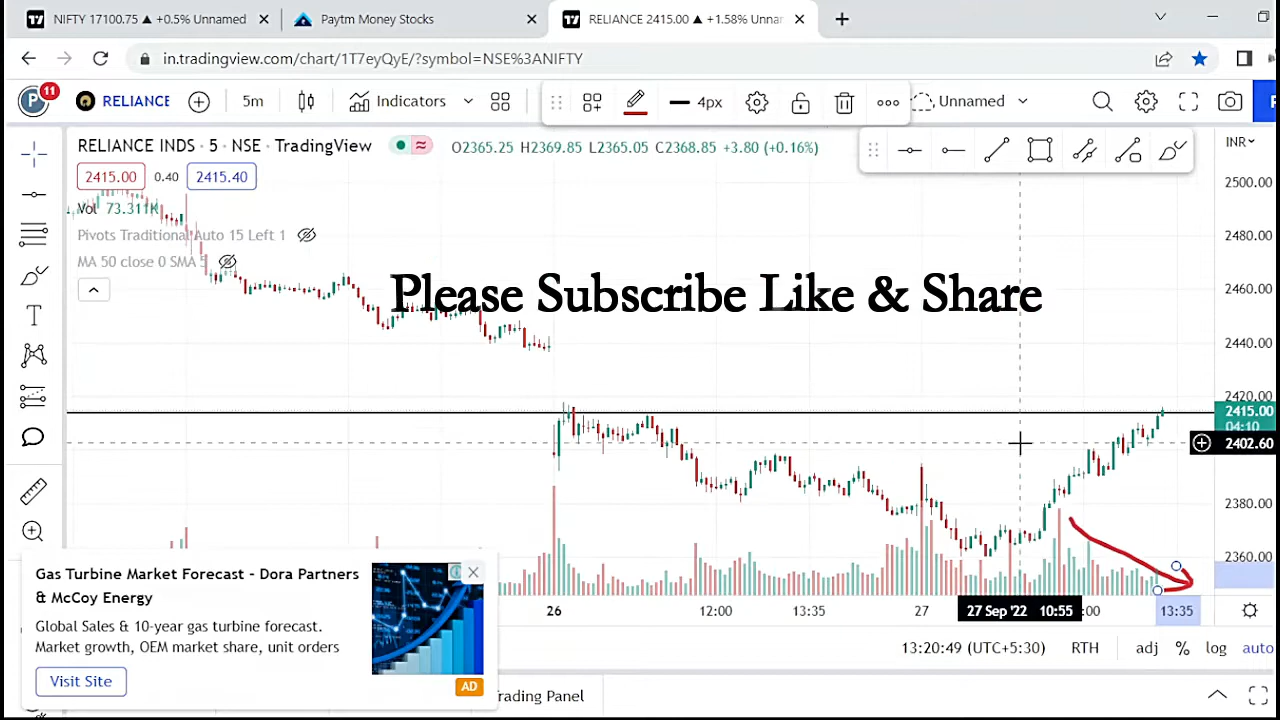 NIFTY 17100.75 ▲ +0.5% Unnamed
Paytm Money Stocks
RELIANCE 2415.00 ▲ +1.58% Unnar
in.tradingview.com/chart/1T7eyQyE/?symbol=NSE%3ANIFTY
P 11 RELIANCE 5m Indicators 4px Unnamed
RELIANCE INDS · 5 · NSE · TradingView
O2365.25 H2369.85 L2365.05 C2368.85 +3.80 (+0.16%)
INR
2415.00 0.40 2415.40
Vol 73.311K
Pivots Traditional Auto 15 Left 1
MA 50 close 0 SMA 5
Please Subscribe Like & Share
2500.00
2480.00
2460.00
2440.00
2420.00
2415.00
04:10
2402.60
2380.00
2360.00
Gas Turbine Market Forecast - Dora Partners
& McCoy Energy
Global Sales & 10-year gas turbine forecast.
Market growth, OEM market share, unit orders
Visit Site
AD
26 12:00 13:35 27 27 Sep '22 10:55 :00 13:35
13:20:49 (UTC+5:30) RTH adj % log auto
rading Panel